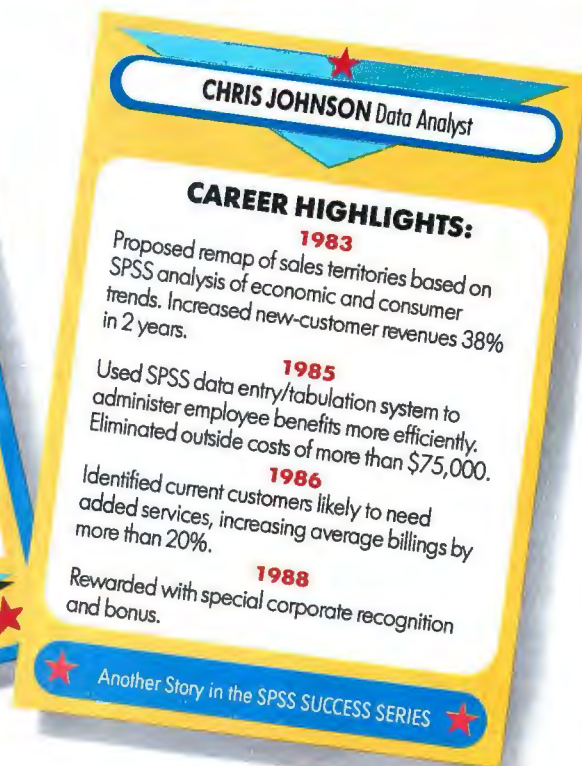 CHRIS JOHNSON Data Analyst
CAREER HIGHLIGHTS:
1983
Proposed remap of sales territories based on
SPSS analysis of economic and consumer
trends. Increased new-customer revenues 38%
in 2 years.
1985
Used SPSS data entry/tabulation system to
administer employee benefits more efficiently.
Eliminated outside costs of more than $75,000.
1986
Identified current customers likely to need
added services, increasing average billings by
more than 20%.
1988
Rewarded with special corporate recognition
and bonus.
Another Story in the SPSS SUCCESS SERIES